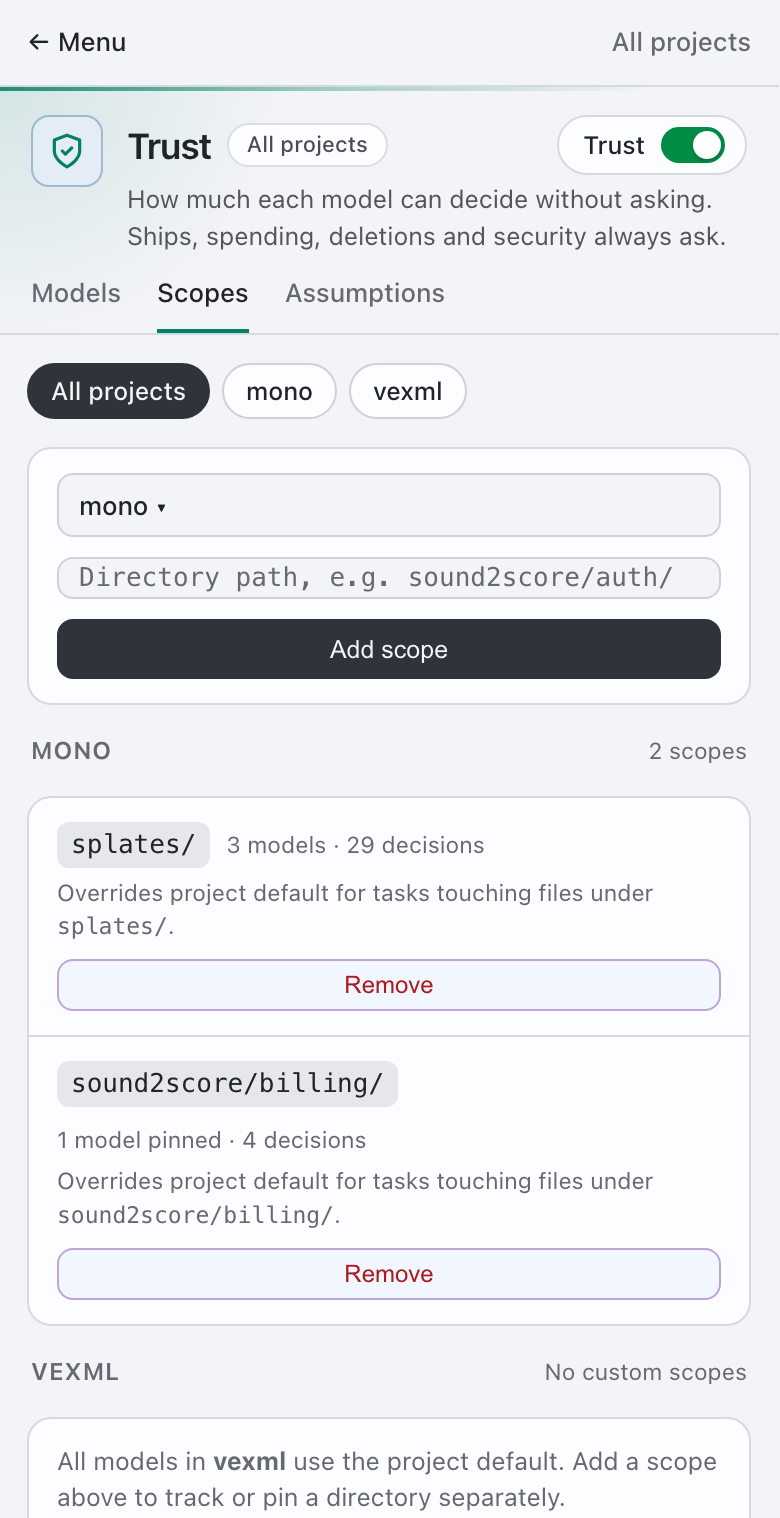 ← Menu
All projects
Trust
All projects
Trust
How much each model can decide without asking.
Ships, spending, deletions and security always ask.
Models
Scopes
Assumptions
All projects
mono
vexml
mono ▾
Directory path, e.g. sound2score/auth/
Add scope
MONO
2 scopes
splates/ 3 models · 29 decisions
Overrides project default for tasks touching files under
splates/.
Remove
sound2score/billing/
1 model pinned · 4 decisions
Overrides project default for tasks touching files under
sound2score/billing/.
Remove
VEXML
No custom scopes
All models in vexml use the project default. Add a scope
above to track or pin a directory separately.